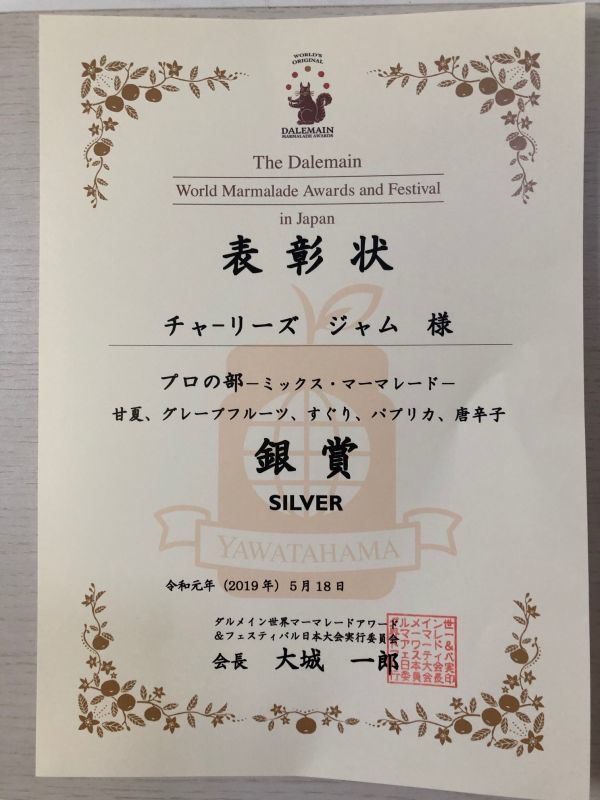 WORLD'S
ORIGINAL
DALEMAIN
MARMALADE AWARDS
The Dalemain
World Marmalade Awards and Festival
in Japan
表彰状
チャーリーズ ジャム 様
プロの部－ミックス・マーマレード－
甘夏、グレープフルーツ、すぐり、パプリカ、唐辛子
銀賞
SILVER
YAWATAHAMA
令和元年（2019年）5月18日
ダルメイン世界マーマレードアワード
＆フェスティバル日本大会実行委員会
会長 大城 一郎